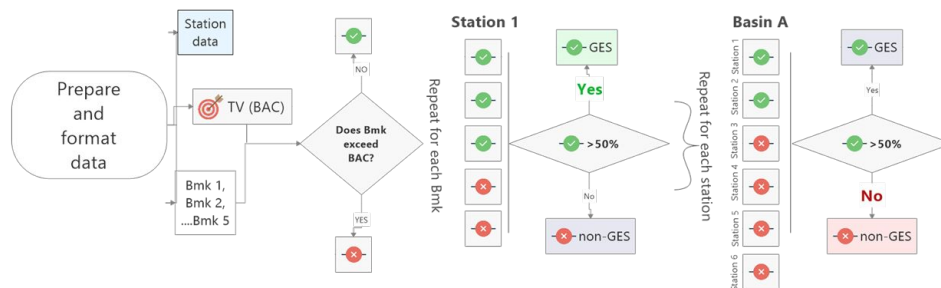 Prepare
and
format
data
Station
data
TV (BAC)
Bmk 1,
Bmk 2,
....Bmk 5
NO
Does Bmk
exceed
BAC?
YES
Repeat for each Bmk
Station 1
GES
Yes
>50%
No
non-GES
Repeat for each station
Basin A
Station 1
Station 2
Station 3
Station 4
Station 5
Station 6
GES
Yes
>50%
No
non-GES